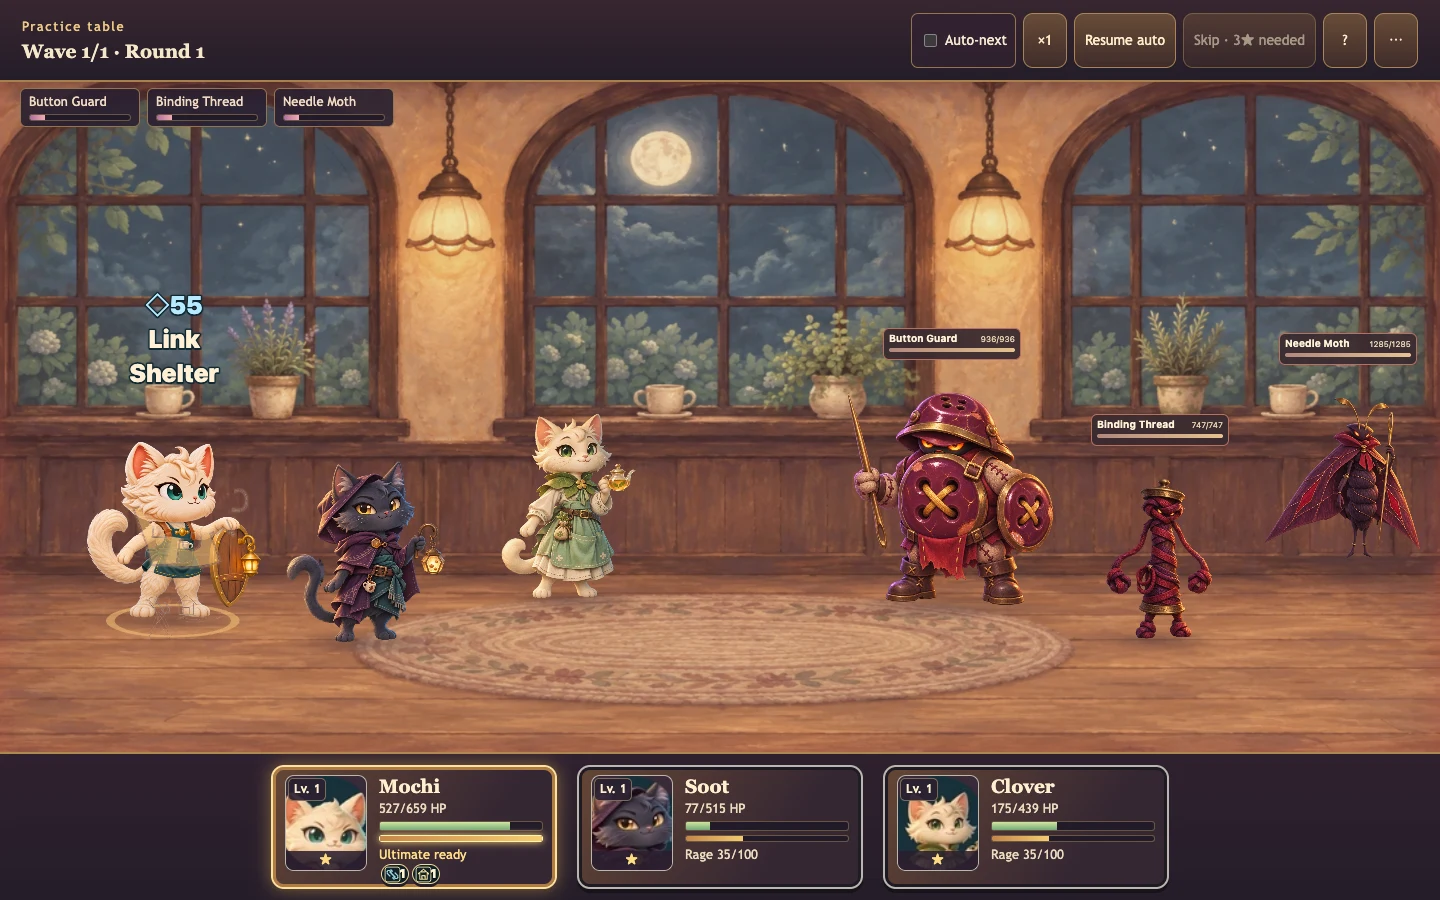 Practice table
Wave 1/1 · Round 1
Auto-next
×1
Resume auto
Skip · 3★ needed
?
···
Button Guard
Binding Thread
Needle Moth
◇55
Link
Shelter
Button Guard 936/936
Needle Moth 1285/1285
Binding Thread 747/747
Lv. 1
Mochi
527/659 HP
Ultimate ready
1
1
Lv. 1
Soot
77/515 HP
Rage 35/100
Lv. 1
Clover
175/439 HP
Rage 35/100